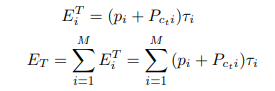 $E_i^T = (p_i + P_{c_t i})\tau_i$
$E_T = \sum_{i=1}^{M} E_i^T = \sum_{i=1}^{M} (p_i + P_{c_t i})\tau_i$